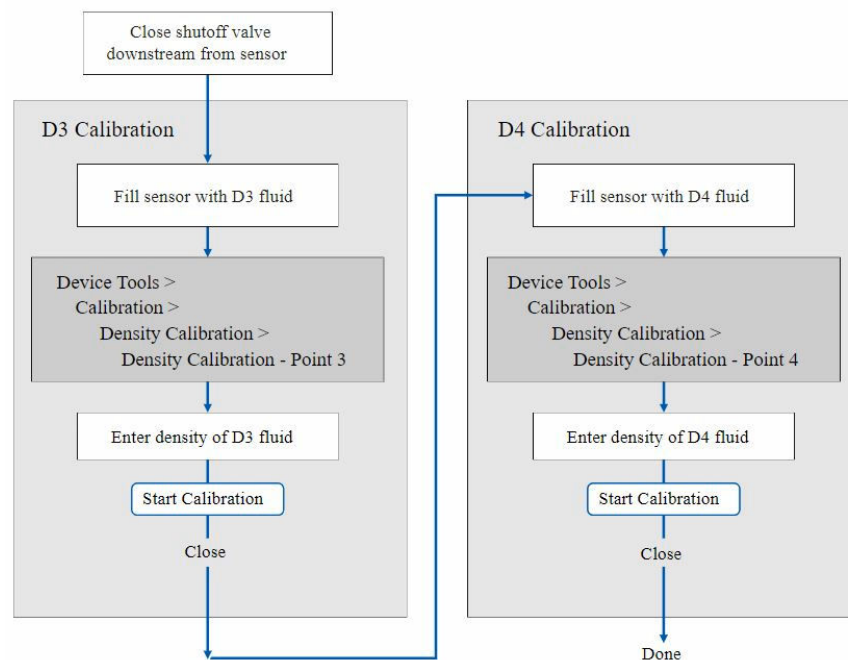 Close shutoff valve
downstream from sensor
D3 Calibration
Fill sensor with D3 fluid
Device Tools >
Calibration >
Density Calibration >
Density Calibration - Point 3
Enter density of D3 fluid
Start Calibration
Close
D4 Calibration
Fill sensor with D4 fluid
Device Tools >
Calibration >
Density Calibration >
Density Calibration - Point 4
Enter density of D4 fluid
Start Calibration
Close
Done